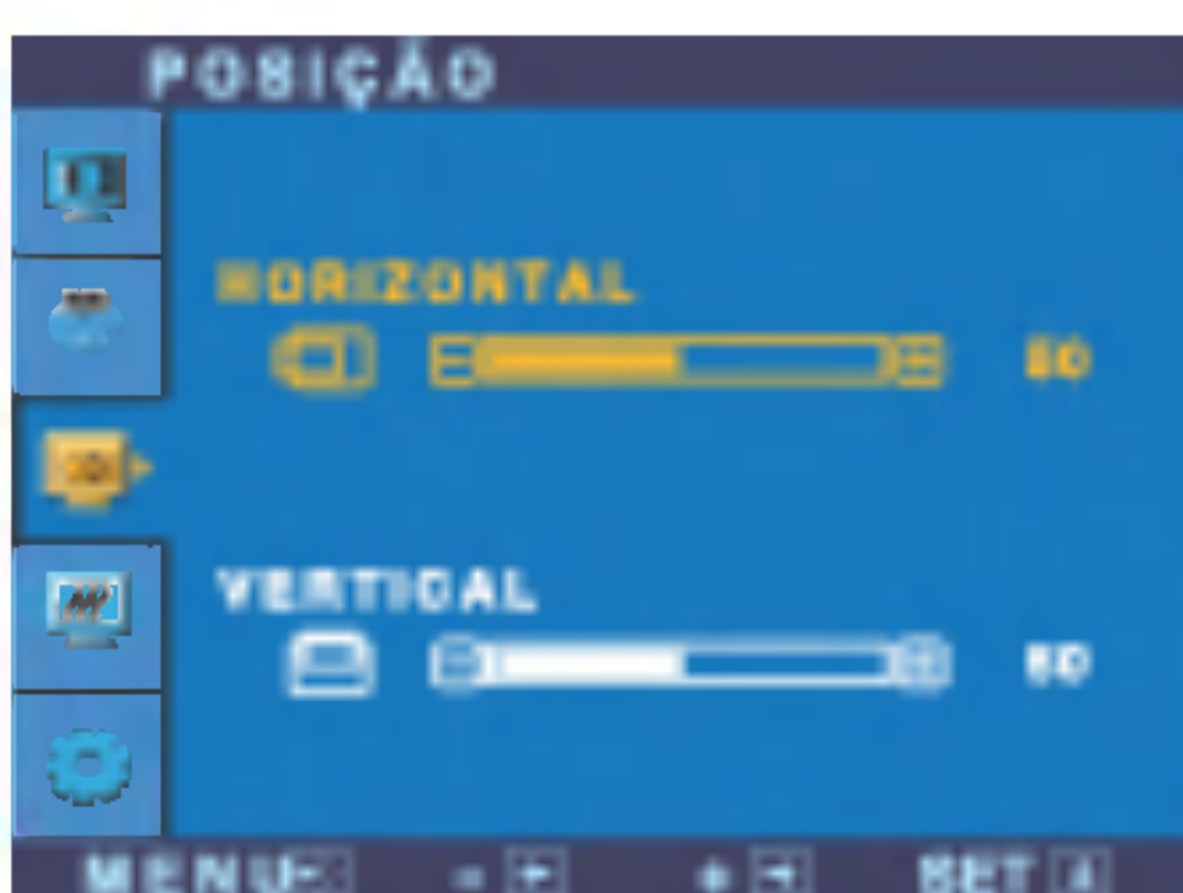 POSIÇÃO
HORIZONTAL
50
VERTICAL
50
MENU - + SET